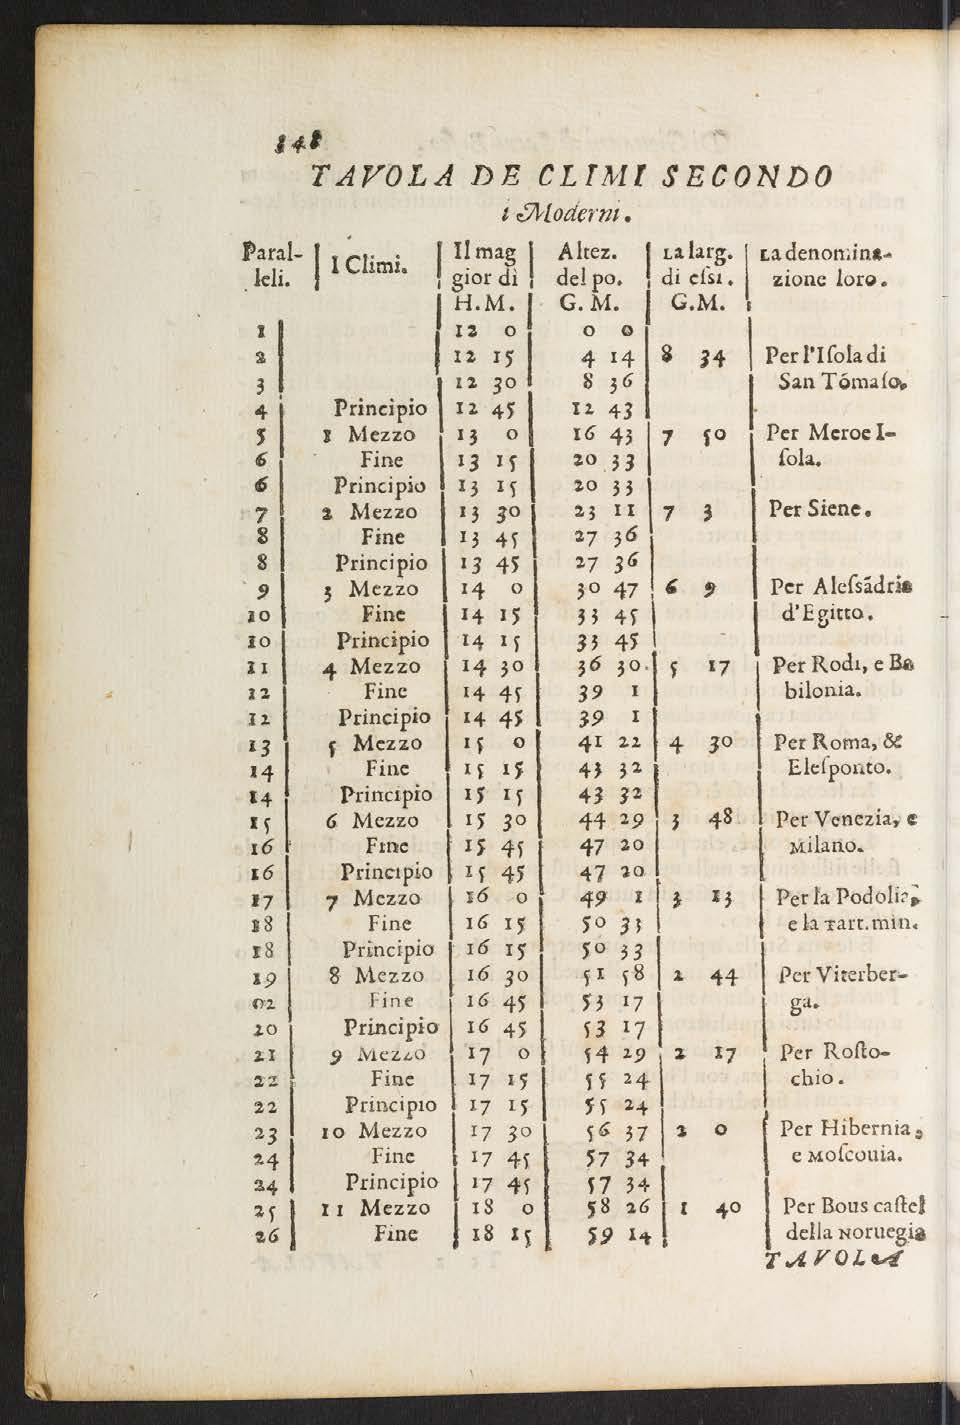 348
TAVOLA DE CLIMI SECONDO
i Moderni.
Paral- | I Climi. | Il mag | Altez. | La larg. | La denomina-
leli. | gior dì | del po. | di eſsi. | zione loro.
H. M. | G. M. | G. M.
1 | 12 0 | 0 0
2 | 12 15 | 4 14 | 8 34 | Per l'Iſola di
3 | 12 30 | 8 36 | San Tómaſo.
4 | Principio | 12 45 | 12 43
5 | 1 Mezzo | 13 0 | 16 43 | 7 50 | Per Meroe I-
6 | Fine | 13 15 | 20 33 | ſola.
6 | Principio | 13 15 | 20 33
7 | 2 Mezzo | 13 30 | 23 11 | 7 3 | Per Siene.
8 | Fine | 13 45 | 27 36
8 | Principio | 13 45 | 27 36
9 | 3 Mezzo | 14 0 | 30 47 | 6 9 | Per Aleſsãdria
10 | Fine | 14 15 | 33 45 | d'Egitto.
10 | Principio | 14 15 | 33 45
11 | 4 Mezzo | 14 30 | 36 30. | 5 17 | Per Rodi, e Ba
12 | Fine | 14 45 | 39 1 | bilonia.
12 | Principio | 14 45 | 39 1
13 | 5 Mezzo | 15 0 | 41 22 | 4 30 | Per Roma, &
14 | Fine | 15 15 | 43 32 | Eleſponto.
14 | Principio | 15 15 | 43 32
15 | 6 Mezzo | 15 30 | 44 29 | 3 48 | Per Venezia, e
16 | Fine | 15 45 | 47 20 | Milano.
16 | Principio | 15 45 | 47 20
17 | 7 Mezzo | 16 0 | 49 1 | 3 13 | Per la Podolia,
18 | Fine | 16 15 | 50 33 | e la Tart. min.
18 | Principio | 16 15 | 50 33
19 | 8 Mezzo | 16 30 | 51 58 | 2 44 | Per Viterber-
02 | Fine | 16 45 | 53 17 | ga.
20 | Principio | 16 45 | 53 17
21 | 9 Mezzo | 17 0 | 54 29 | 2 17 | Per Roſto-
22 | Fine | 17 15 | 55 24 | chio.
22 | Principio | 17 15 | 55 24
23 | 10 Mezzo | 17 30 | 56 37 | 2 0 | Per Hibernia,
24 | Fine | 17 45 | 57 34 | e Moſcouia.
24 | Principio | 17 45 | 57 34
25 | 11 Mezzo | 18 0 | 58 26 | 1 40 | Per Bous caſtel
26 | Fine | 18 15 | 59 14 | della Noruegia
TAVOLA